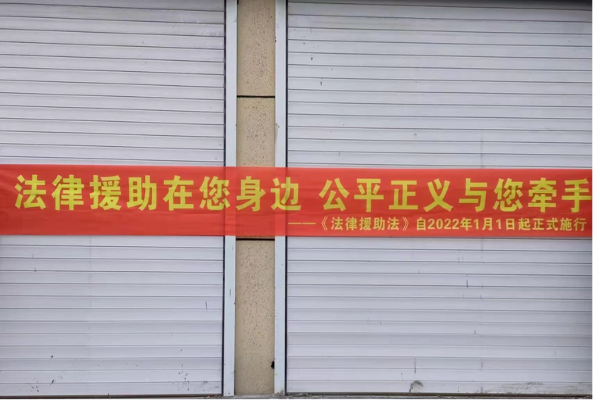 法律援助在您身边 公平正义与您牵手
——《法律援助法》自2022年1月1日起正式施行